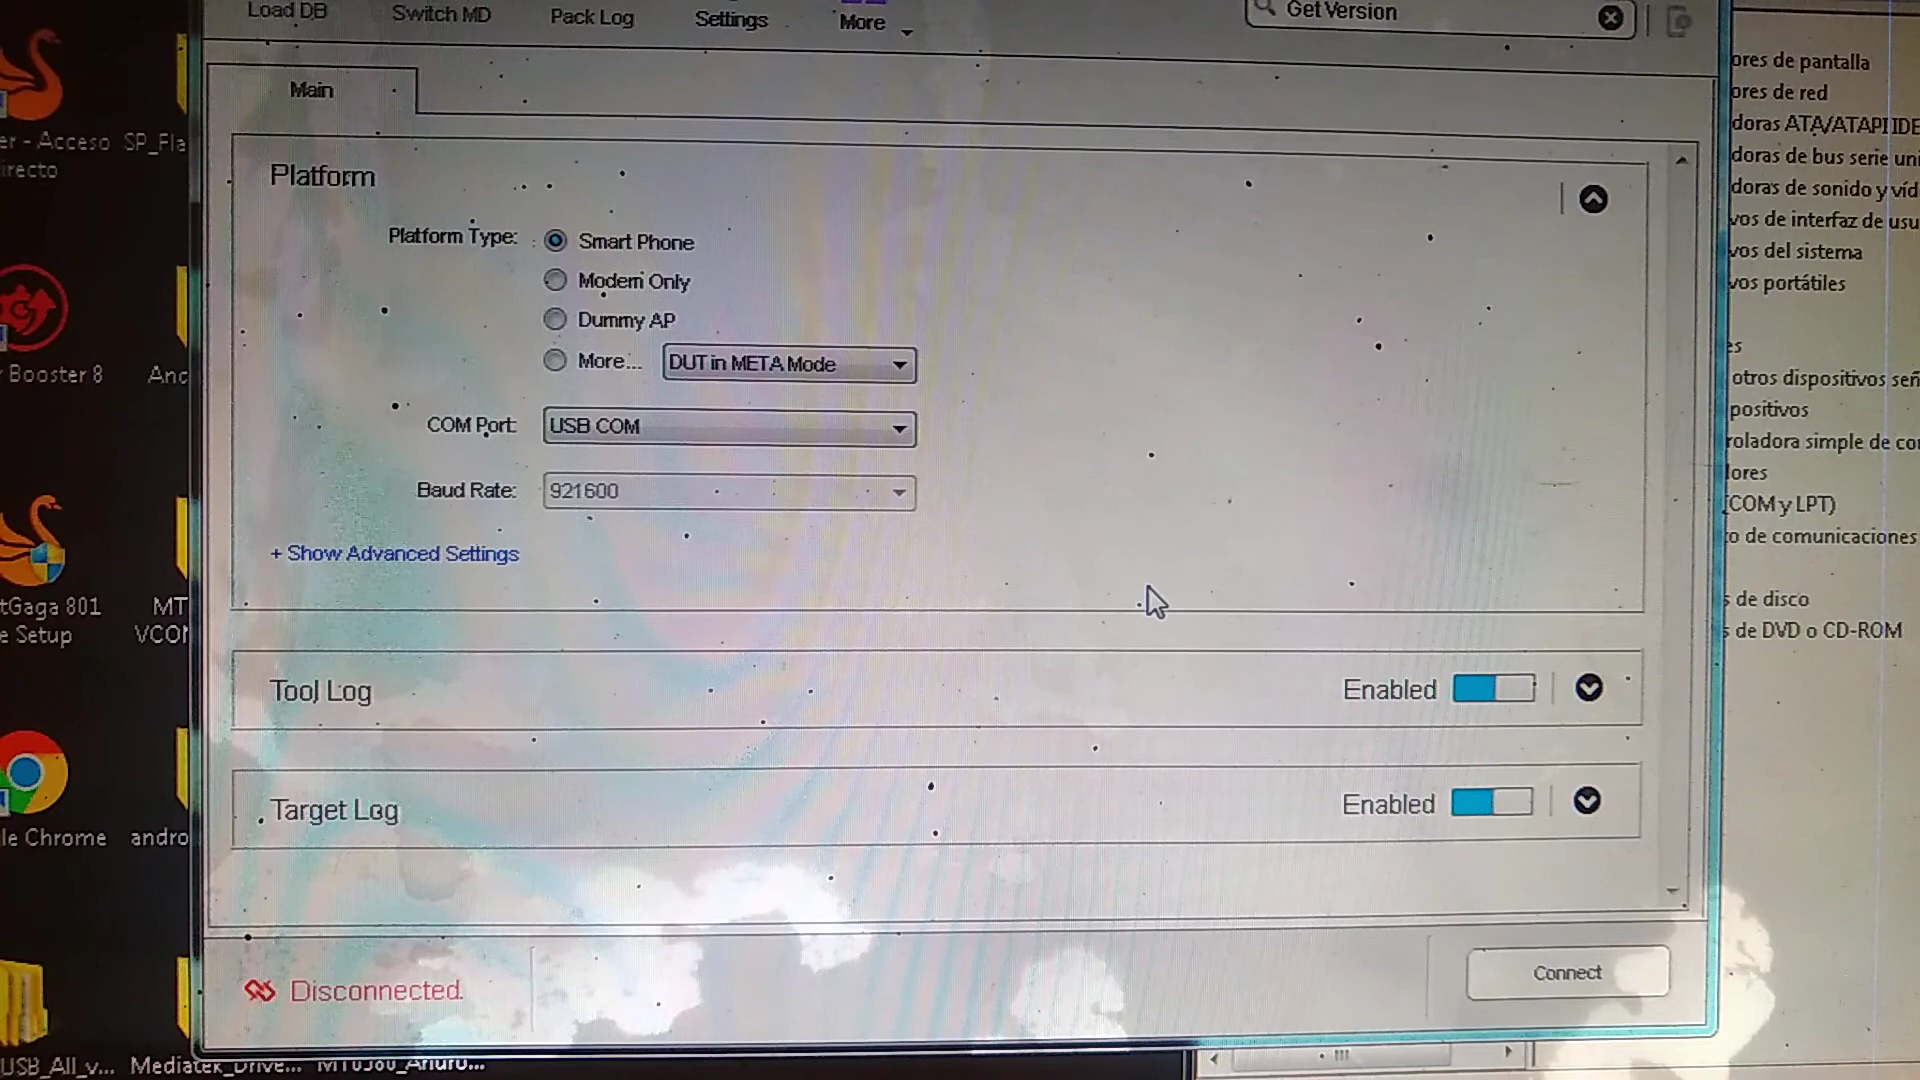 Load DB
Switch MD
Pack Log
Settings
More
Get Version
Main
Platform
Platform Type:
Smart Phone
Modem Only
Dummy AP
More...
DUT in META Mode
COM Port:
USB COM
Baud Rate:
921600
+ Show Advanced Settings
Tool Log
Enabled
Target Log
Enabled
Disconnected.
Connect
er - Acceso
irecto
SP_Fla
Booster 8
Anc
tGaga 801
e Setup
MT
VCO
le Chrome
andro
USB_All_v...
Mediatek_Drive...
ores de pantalla
ores de red
doras ATA/ATAPI IDE
doras de bus serie uni
doras de sonido y víd
vos de interfaz de usu
vos del sistema
vos portátiles
es
otros dispositivos señ
positivos
roladora simple de co
lores
(COM y LPT)
o de comunicaciones
s de disco
s de DVD o CD-ROM